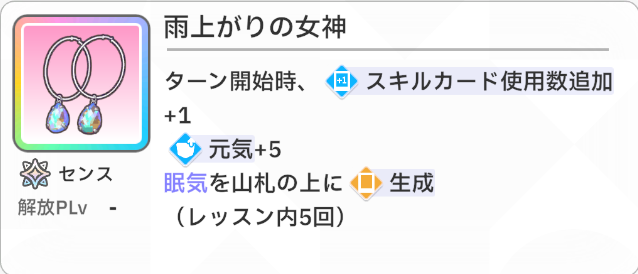 雨上がりの女神
ターン開始時、+1スキルカード使用数追加
+1
元気+5
眠気を山札の上に生成
（レッスン内5回）
センス
解放PLv -